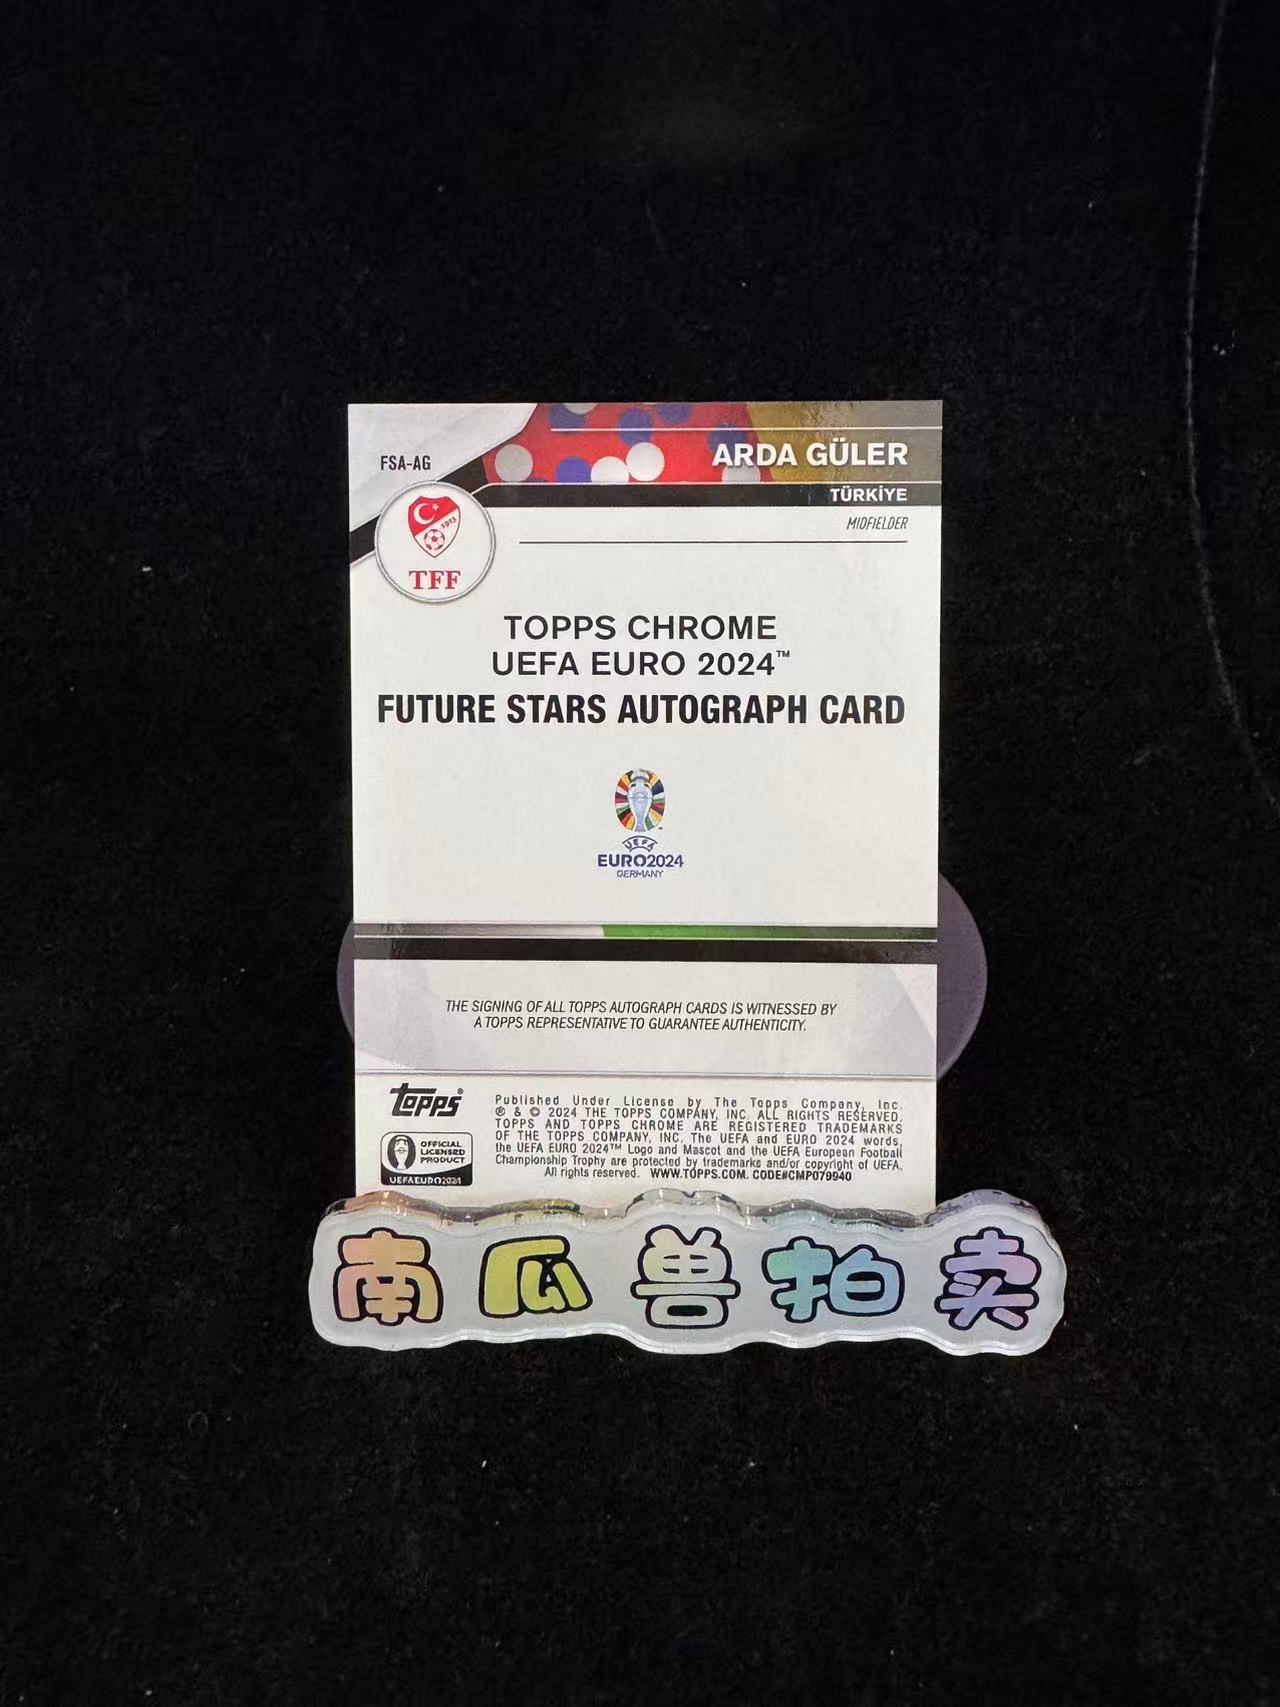 FSA-AG
ARDA GÜLER
TÜRKİYE
MIDFIELDER
1913
TFF
TOPPS CHROME
UEFA EURO 2024™
FUTURE STARS AUTOGRAPH CARD
UEFA
EURO2024
GERMANY
THE SIGNING OF ALL TOPPS AUTOGRAPH CARDS IS WITNESSED BY
A TOPPS REPRESENTATIVE TO GUARANTEE AUTHENTICITY.
topps®
OFFICIAL
LICENSED
PRODUCT
UEFA EURO2024
Published Under License by The Topps Company, Inc.
® & © 2024 THE TOPPS COMPANY, INC. ALL RIGHTS RESERVED.
TOPPS AND TOPPS CHROME ARE REGISTERED TRADEMARKS
OF THE TOPPS COMPANY, INC. The UEFA and EURO 2024 words,
the UEFA EURO 2024™ Logo and Mascot and the UEFA European Football
Championship Trophy are protected by trademarks and/or copyright of UEFA.
All rights reserved. WWW.TOPPS.COM. CODE#CMP079940
南瓜兽拍卖